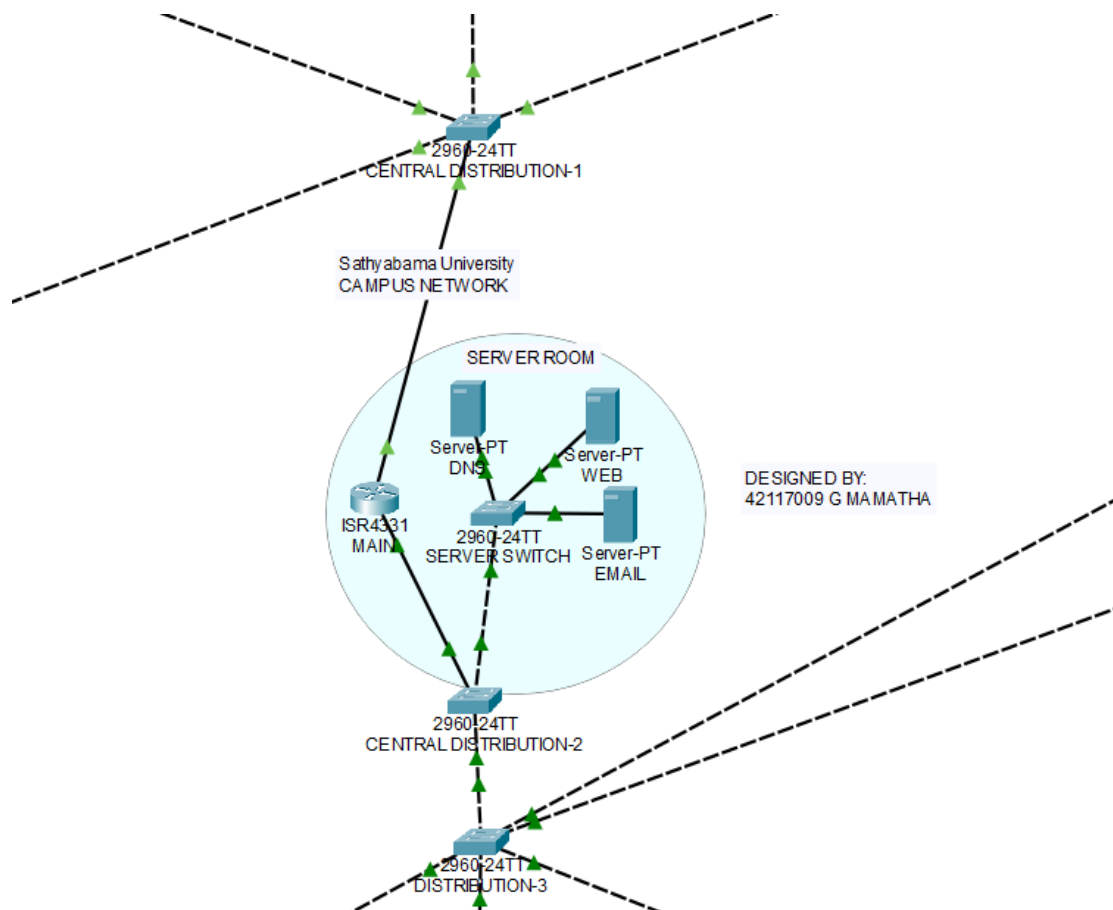 2960-24TT
CENTRAL DISTRIBUTION-1
Sathyabama University
CAMPUS NETWORK
SERVER ROOM
Server-PT
DNS
Server-PT
WEB
DESIGNED BY:
42117009 G MAMATHA
ISR4331
MAIN
2960-24TT
SERVER SWITCH
Server-PT
EMAIL
2960-24TT
CENTRAL DISTRIBUTION-2
2960-24TT
DISTRIBUTION-3